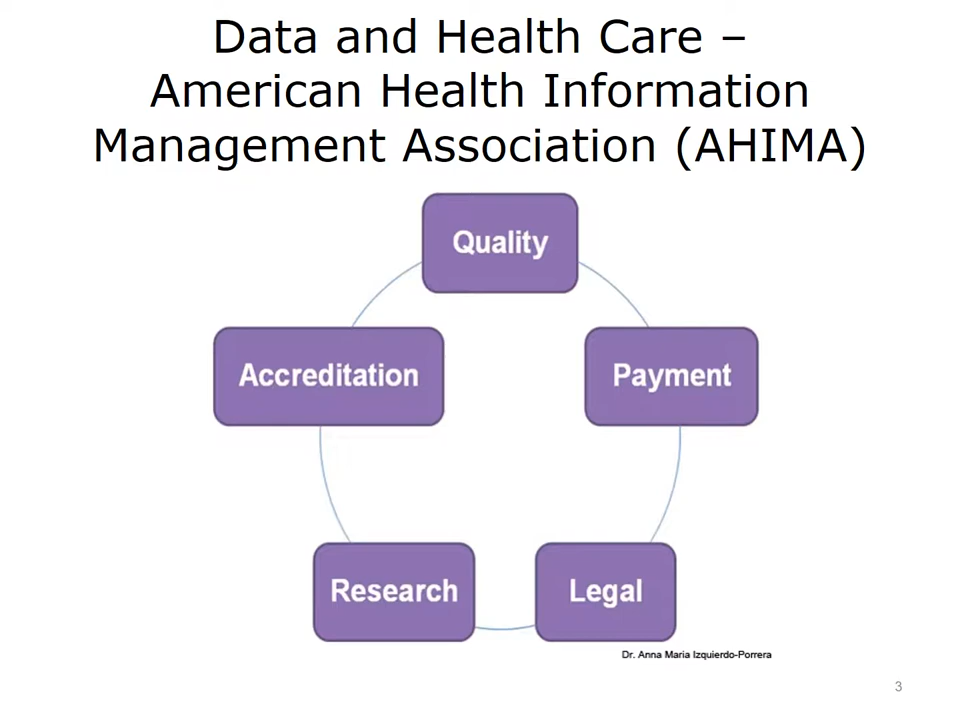 Data and Health Care –
American Health Information
Management Association (AHIMA)
Quality
Accreditation
Payment
Research
Legal
Dr. Anna Maria Izquierdo-Porrera
3